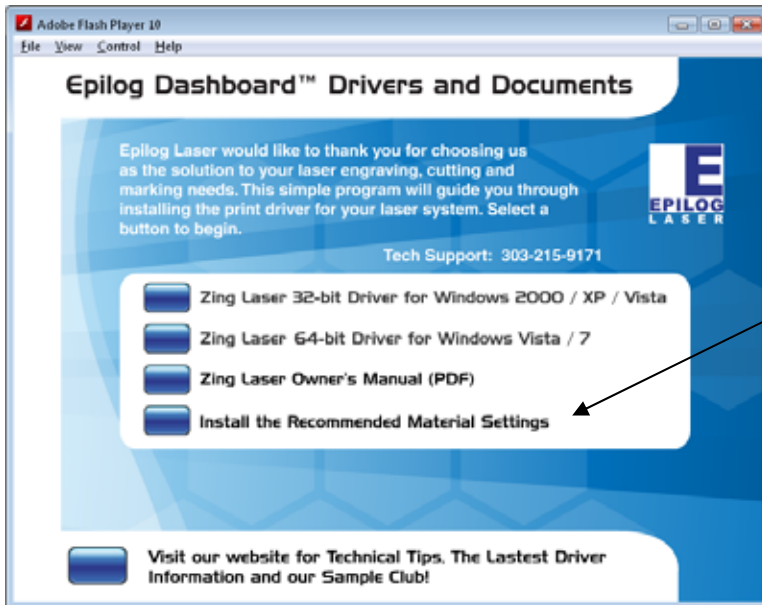 Adobe Flash Player 10
File View Control Help
Epilog Dashboard™ Drivers and Documents
Epilog Laser would like to thank you for choosing us
as the solution to your laser engraving, cutting and
marking needs. This simple program will guide you through
installing the print driver for your laser system. Select a
button to begin.
E
EPILOG
LASER
Tech Support: 303-215-9171
Zing Laser 32-bit Driver for Windows 2000 / XP / Vista
Zing Laser 64-bit Driver for Windows Vista / 7
Zing Laser Owner's Manual (PDF)
Install the Recommended Material Settings
Visit our website for Technical Tips, The Lastest Driver
Information and our Sample Club!